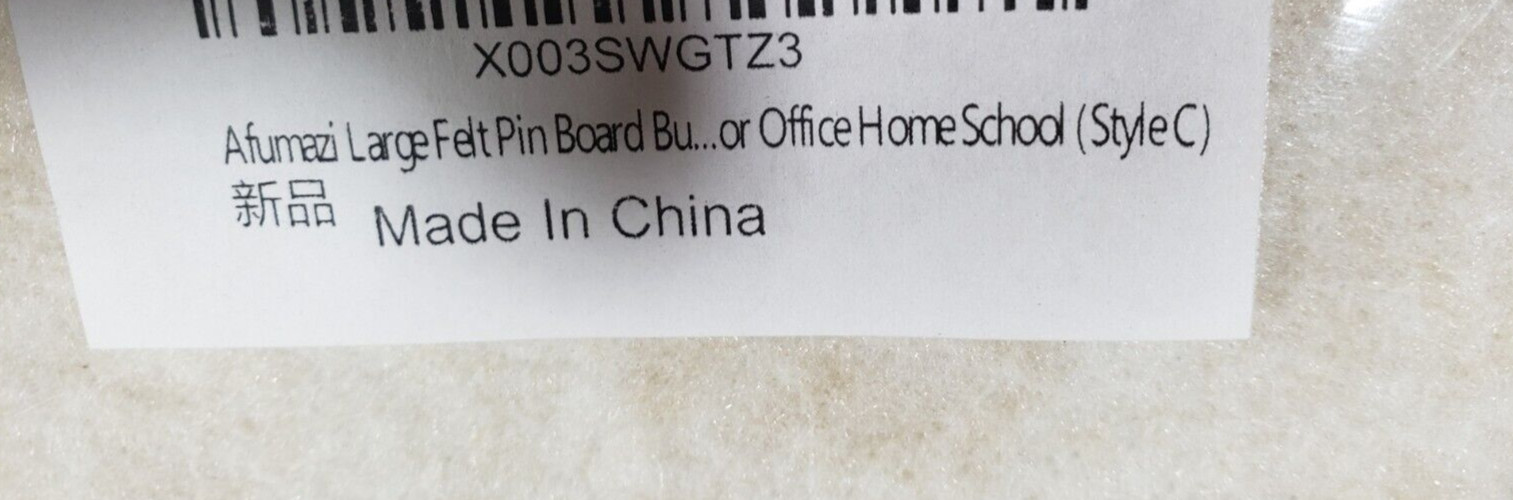 X003SWGTZ3
Afumazi Large Felt Pin Board Bu...or Office Home School (Style C)
新品 Made In China